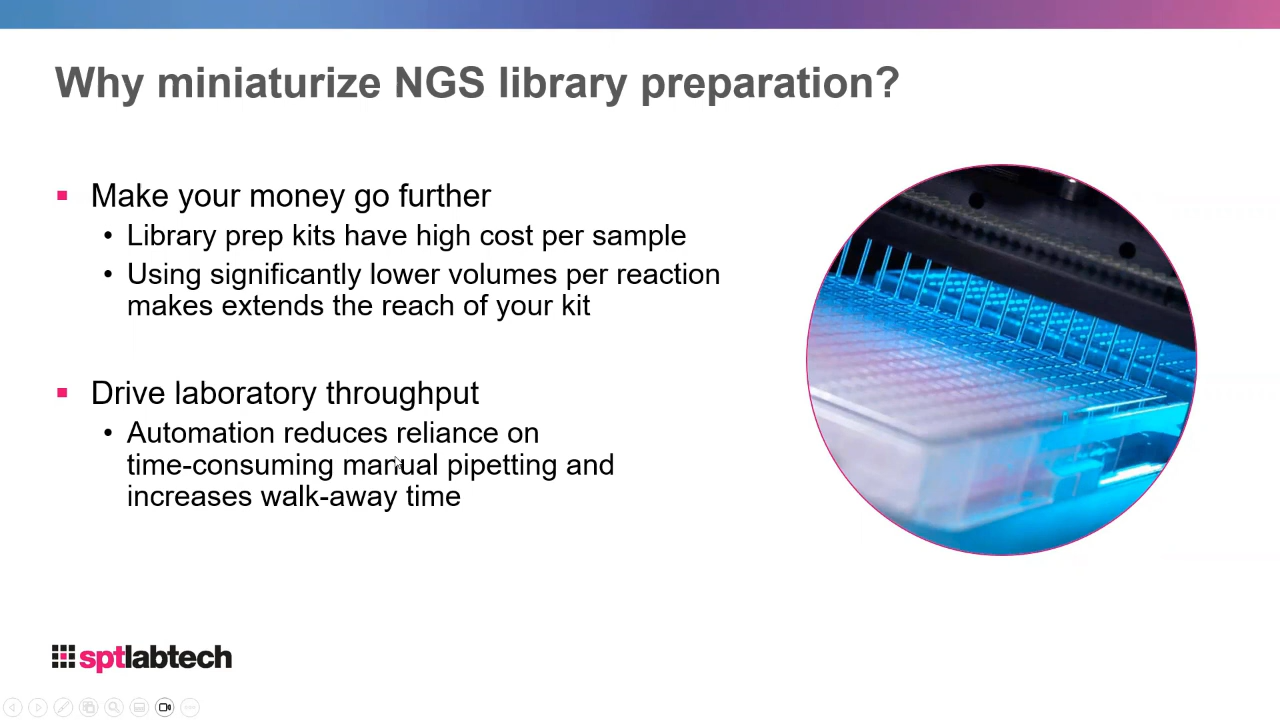 Why miniaturize NGS library preparation?
Make your money go further
Library prep kits have high cost per sample
Using significantly lower volumes per reaction
makes extends the reach of your kit
Drive laboratory throughput
Automation reduces reliance on
time-consuming manual pipetting and
increases walk-away time
sptlabtech